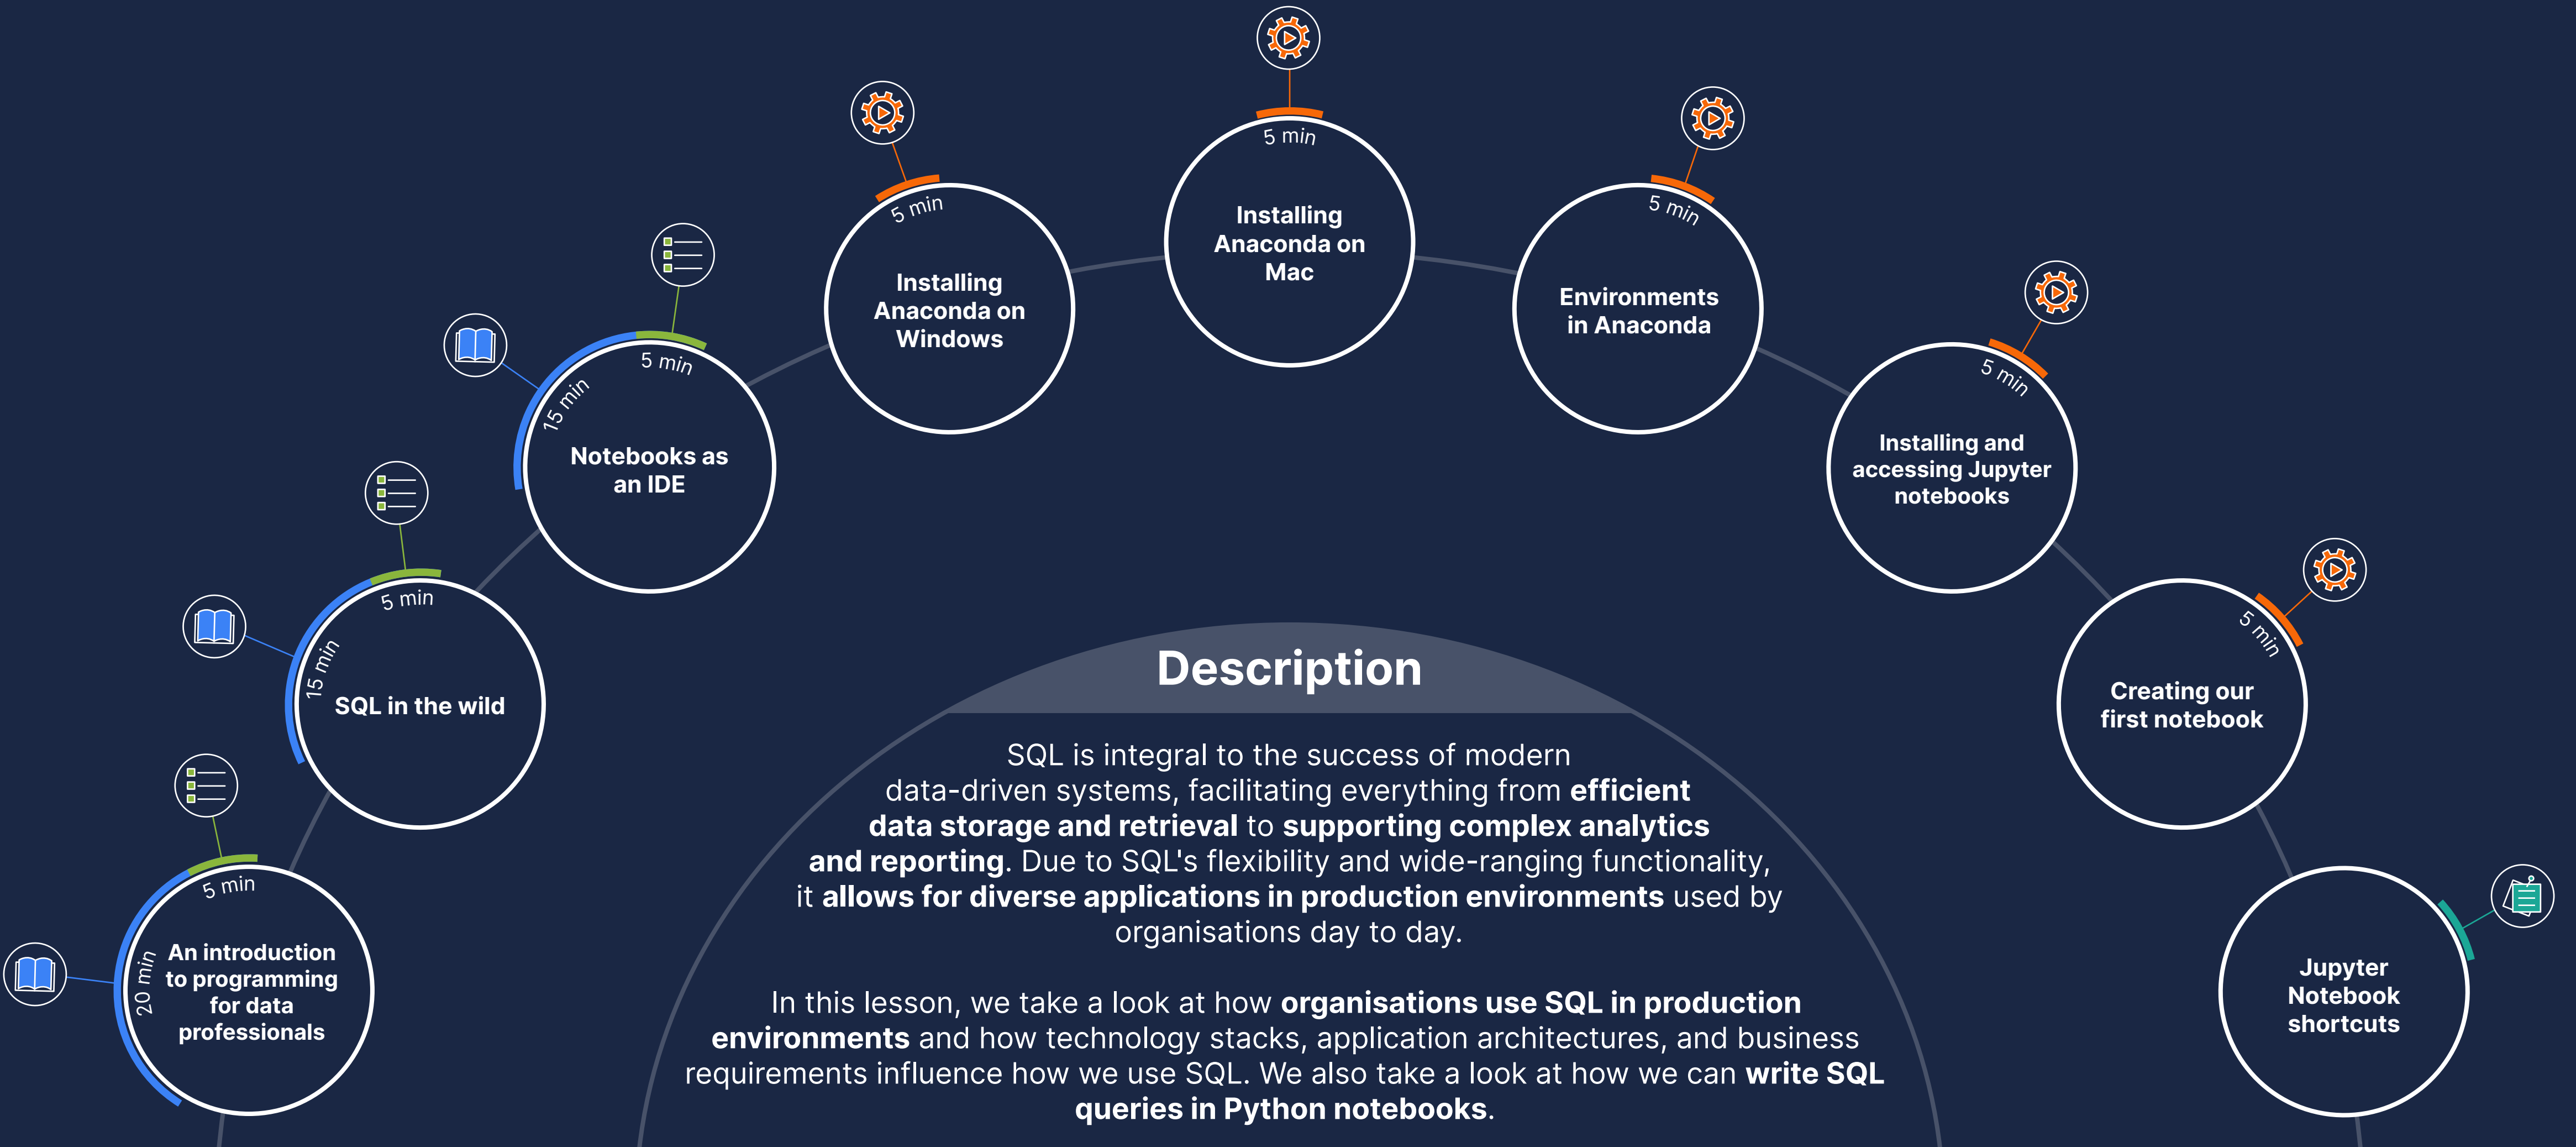 5 min
20 min
An introduction
to programming
for data
professionals
5 min
15 min
SQL in the wild
5 min
15 min
Notebooks as
an IDE
5 min
Installing
Anaconda on
Windows
5 min
Installing
Anaconda on
Mac
5 min
Environments
in Anaconda
5 min
Installing and
accessing Jupyter
notebooks
5 min
Creating our
first notebook
Jupyter
Notebook
shortcuts
Description
SQL is integral to the success of modern
data-driven systems, facilitating everything from efficient
data storage and retrieval to supporting complex analytics
and reporting. Due to SQL's flexibility and wide-ranging functionality,
it allows for diverse applications in production environments used by
organisations day to day.
In this lesson, we take a look at how organisations use SQL in production
environments and how technology stacks, application architectures, and business
requirements influence how we use SQL. We also take a look at how we can write SQL
queries in Python notebooks.